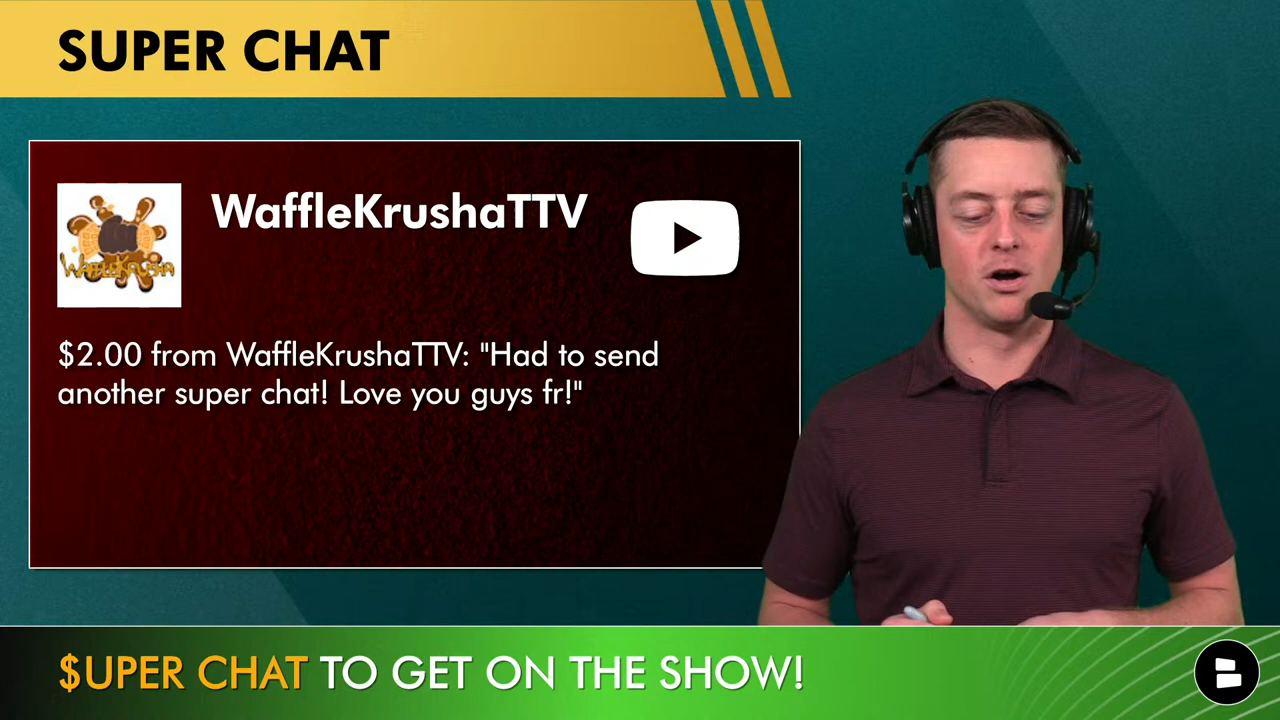 SUPER CHAT
WaffleKrushaTTV
WAFFLEKRUSHA
$2.00 from WaffleKrushaTTV: "Had to send
another super chat! Love you guys fr!"
$UPER CHAT TO GET ON THE SHOW!